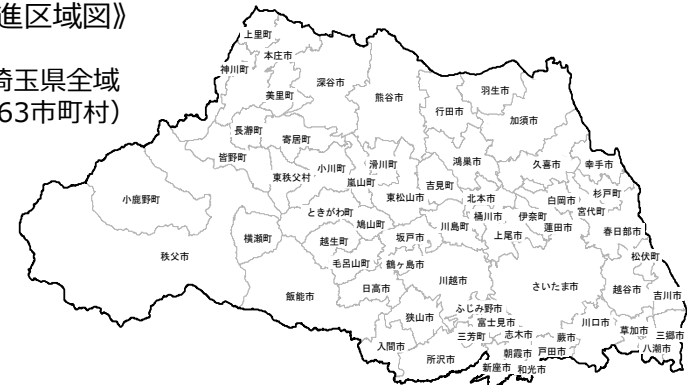 進区域図》
埼玉県全域
63市町村）
上里町
本庄市
神川町
美里町
深谷市
熊谷市
行田市
羽生市
加須市
長瀞町
寄居町
皆野町
小川町
滑川町
嵐山町
東秩父村
東松山市
吉見町
鴻巣市
久喜市
幸手市
杉戸町
白岡市
宮代町
北本市
桶川市
伊奈町
蓮田市
上尾市
春日部市
小鹿野町
秩父市
横瀬町
ときがわ町
鳩山町
越生町
坂戸市
川島町
毛呂山町
鶴ヶ島市
日高市
川越市
さいたま市
松伏町
越谷市
吉川市
飯能市
狭山市
ふじみ野市
富士見市
三芳町
志木市
川口市
蕨市
草加市
三郷市
八潮市
入間市
所沢市
朝霞市
戸田市
新座市
和光市